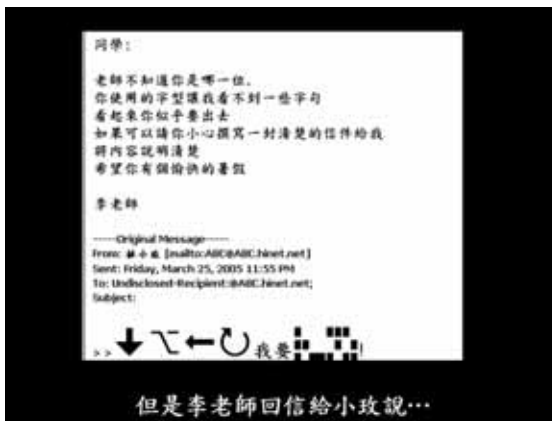 同學:
老師不知道你是哪一位,
你使用的字型讓我看不到一些字句
看起來你似乎要出去
如果可以請你小心撰寫一封清楚的信件給我
將內容說明清楚
希望你有個愉快的暑假
李老師
-----Original Message-----
From: [mailto:ABC@ABC.hinet.net]
Sent: Friday, March 25, 2005 11:55 PM
To: Undisclosed-Recipient:@ABC.hinet.net;
Subject:
>>⬇⌥⬅↻我要!
但是李老師回信給小玫說…